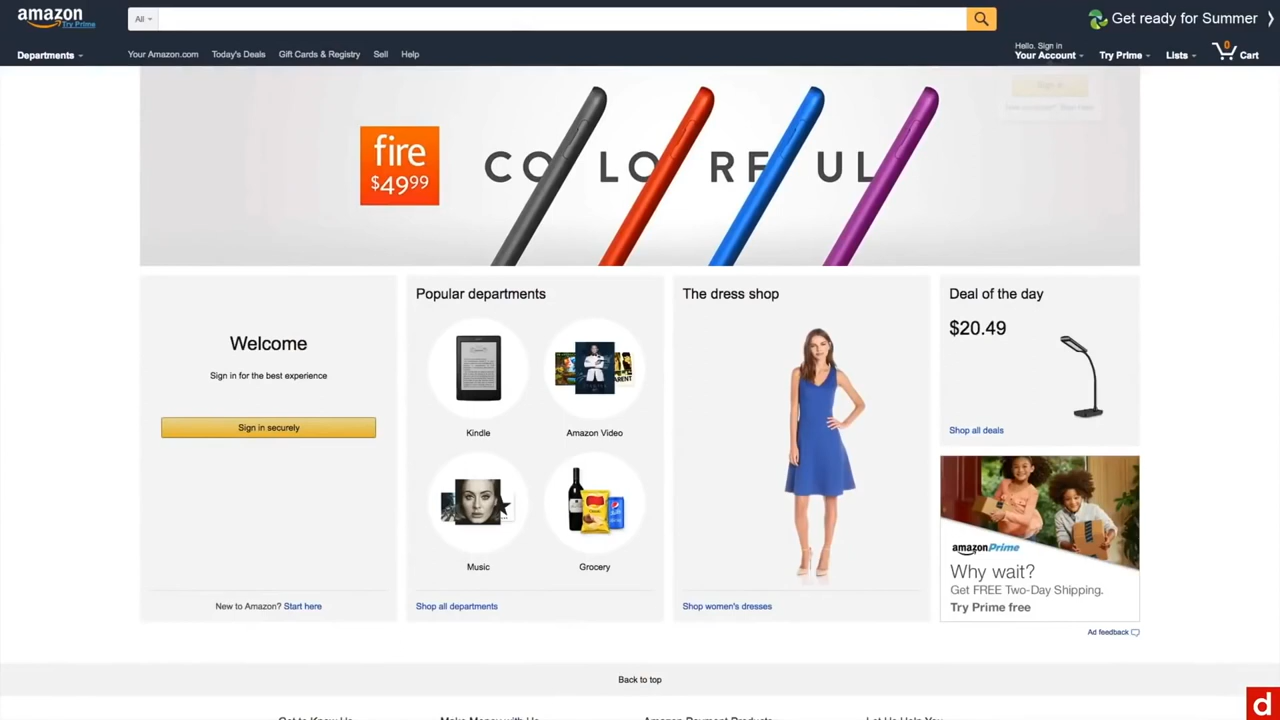 amazon
Try Prime
All
Get ready for Summer
Departments
Your Amazon.com
Today's Deals
Gift Cards & Registry
Sell
Help
Hello. Sign in
Your Account
Try Prime
Lists
0
Cart
fire
$49.99
COLORFUL
Welcome
Sign in for the best experience
Sign in securely
New to Amazon? Start here
Popular departments
Kindle
Amazon Video
Music
Grocery
Shop all departments
The dress shop
Shop women's dresses
Deal of the day
$20.49
Shop all deals
amazonPrime
Why wait?
Get FREE Two-Day Shipping.
Try Prime free
Ad feedback
Back to top
Get to Know Us
Make Money with Us
Amazon Payment Products
Let Us Help You
d